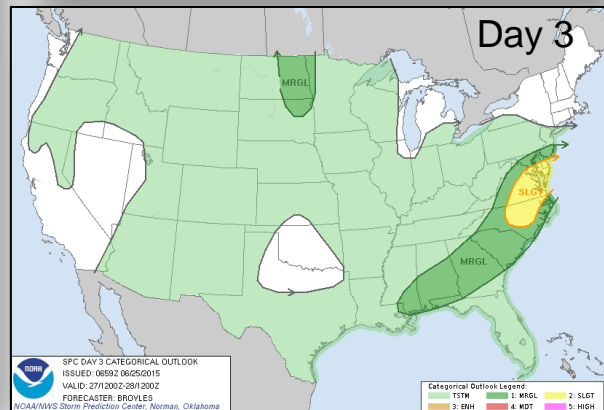 Day 3
MRGL
SLGT
MRGL
NOAA
SPC DAY 3 CATEGORICAL OUTLOOK
ISSUED: 0659Z 06/25/2015
VALID: 27/1200Z-28/1200Z
FORECASTER: BROYLES
NOAA/NWS Storm Prediction Center, Norman, Oklahoma
Categorical Outlook Legend:
TSTM 1: MRGL 2: SLGT
3: ENH 4: MDT 5: HIGH